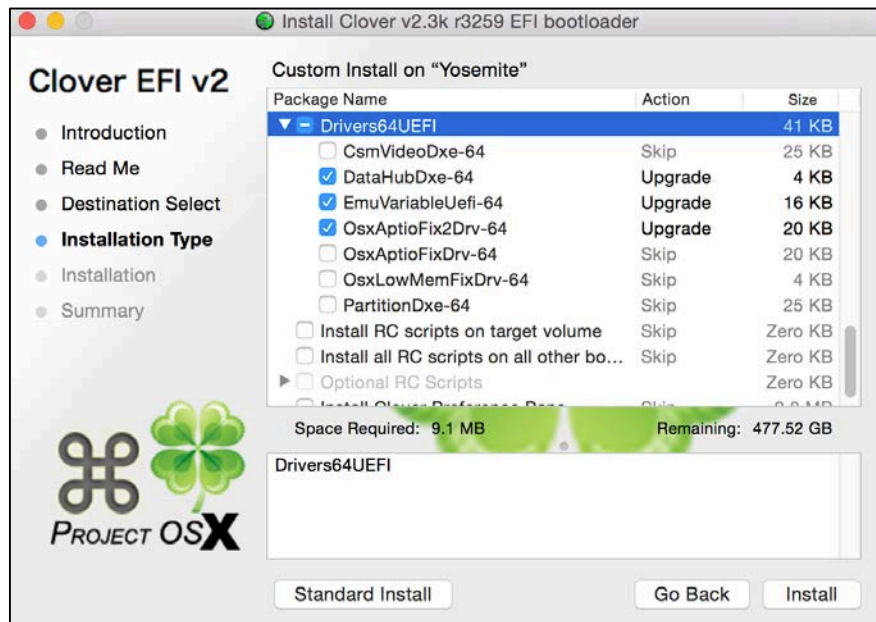 Install Clover v2.3k r3259 EFI bootloader
Clover EFI v2
Introduction
Read Me
Destination Select
Installation Type
Installation
Summary
PROJECT OSX
Custom Install on “Yosemite”
Package Name Action Size
Drivers64UEFI 41 KB
CsmVideoDxe-64 Skip 25 KB
DataHubDxe-64 Upgrade 4 KB
EmuVariableUefi-64 Upgrade 16 KB
OsxAptioFix2Drv-64 Upgrade 20 KB
OsxAptioFixDrv-64 Skip 20 KB
OsxLowMemFixDrv-64 Skip 4 KB
PartitionDxe-64 Skip 25 KB
Install RC scripts on target volume Skip Zero KB
Install all RC scripts on all other bo... Skip Zero KB
Optional RC Scripts Zero KB
Install Clover Preference Pane Skip
Space Required: 9.1 MB Remaining: 477.52 GB
Drivers64UEFI
Standard Install Go Back Install